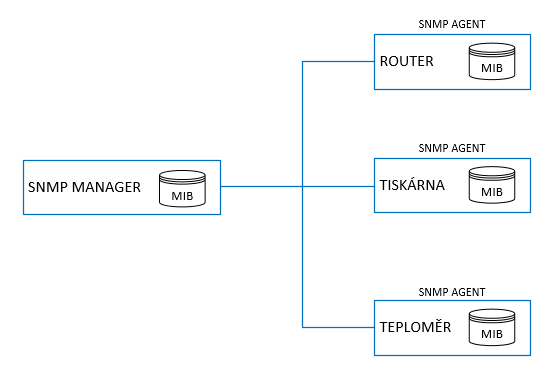 SNMP AGENT
ROUTER
MIB
SNMP AGENT
SNMP MANAGER
MIB
TISKÁRNA
MIB
SNMP AGENT
TEPLOMĚR
MIB